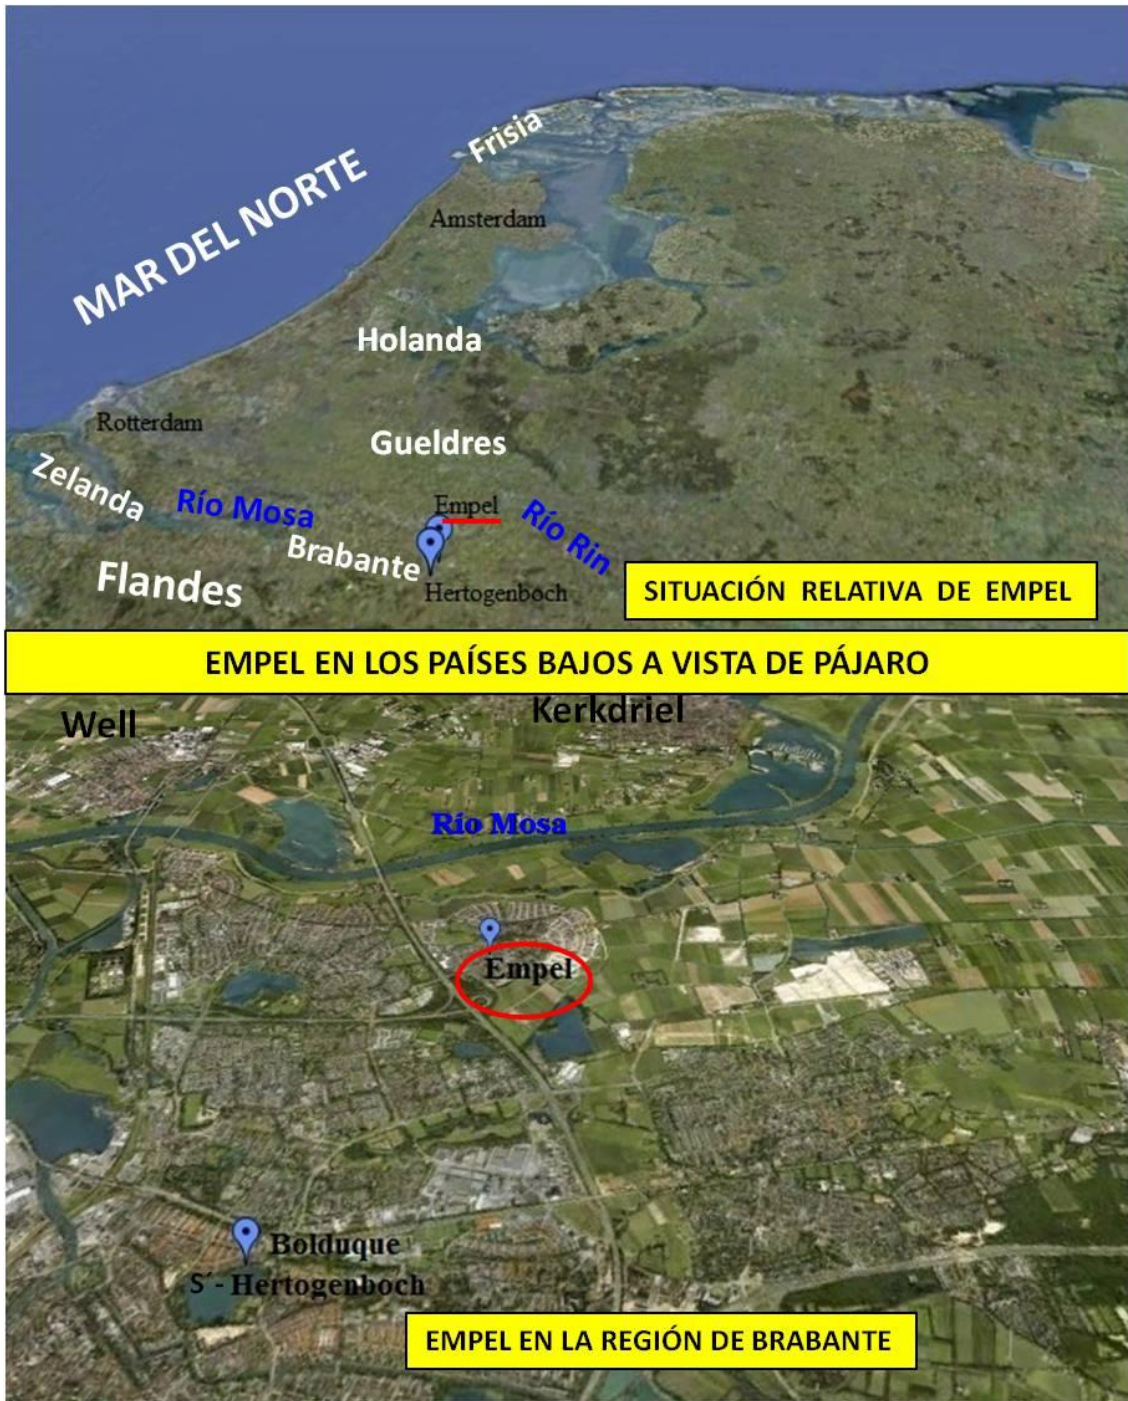 Frisia
MAR DEL NORTE
Amsterdam
Holanda
Rotterdam
Gueldres
Zelanda
Río Mosa
Empel
Río Rin
Brabante
Flandes
Hertogenboch
SITUACIÓN RELATIVA DE EMPEL
EMPEL EN LOS PAÍSES BAJOS A VISTA DE PÁJARO
Well
Kerkdriel
Río Mosa
Empel
Bolduque
S´- Hertogenboch
EMPEL EN LA REGIÓN DE BRABANTE